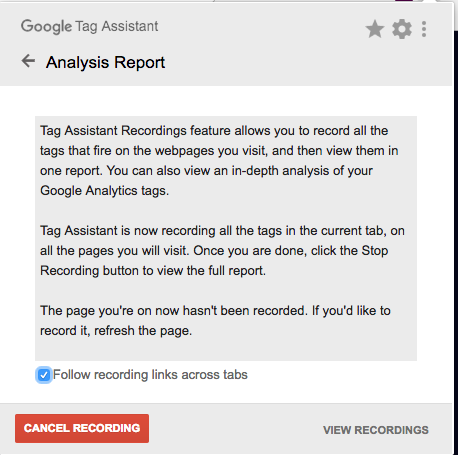 Google Tag Assistant
Analysis Report
Tag Assistant Recordings feature allows you to record all the
tags that fire on the webpages you visit, and then view them in
one report. You can also view an in-depth analysis of your
Google Analytics tags.
Tag Assistant is now recording all the tags in the current tab, on
all the pages you will visit. Once you are done, click the Stop
Recording button to view the full report.
The page you're on now hasn't been recorded. If you'd like to
record it, refresh the page.
Follow recording links across tabs
CANCEL RECORDING
VIEW RECORDINGS